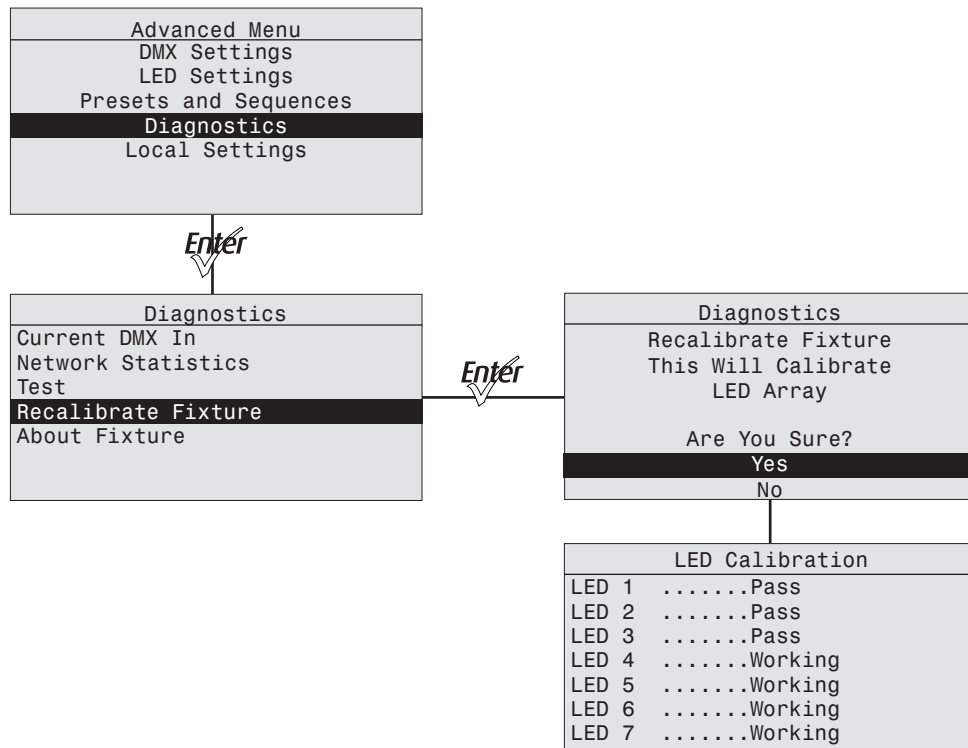 Advanced Menu
DMX Settings
LED Settings
Presets and Sequences
Diagnostics
Local Settings
Enter
Diagnostics
Current DMX In
Network Statistics
Test
Recalibrate Fixture
About Fixture
Enter
Diagnostics
Recalibrate Fixture
This Will Calibrate
LED Array
Are You Sure?
Yes
No
LED Calibration
LED 1 .......Pass
LED 2 .......Pass
LED 3 .......Pass
LED 4 .......Working
LED 5 .......Working
LED 6 .......Working
LED 7 .......Working